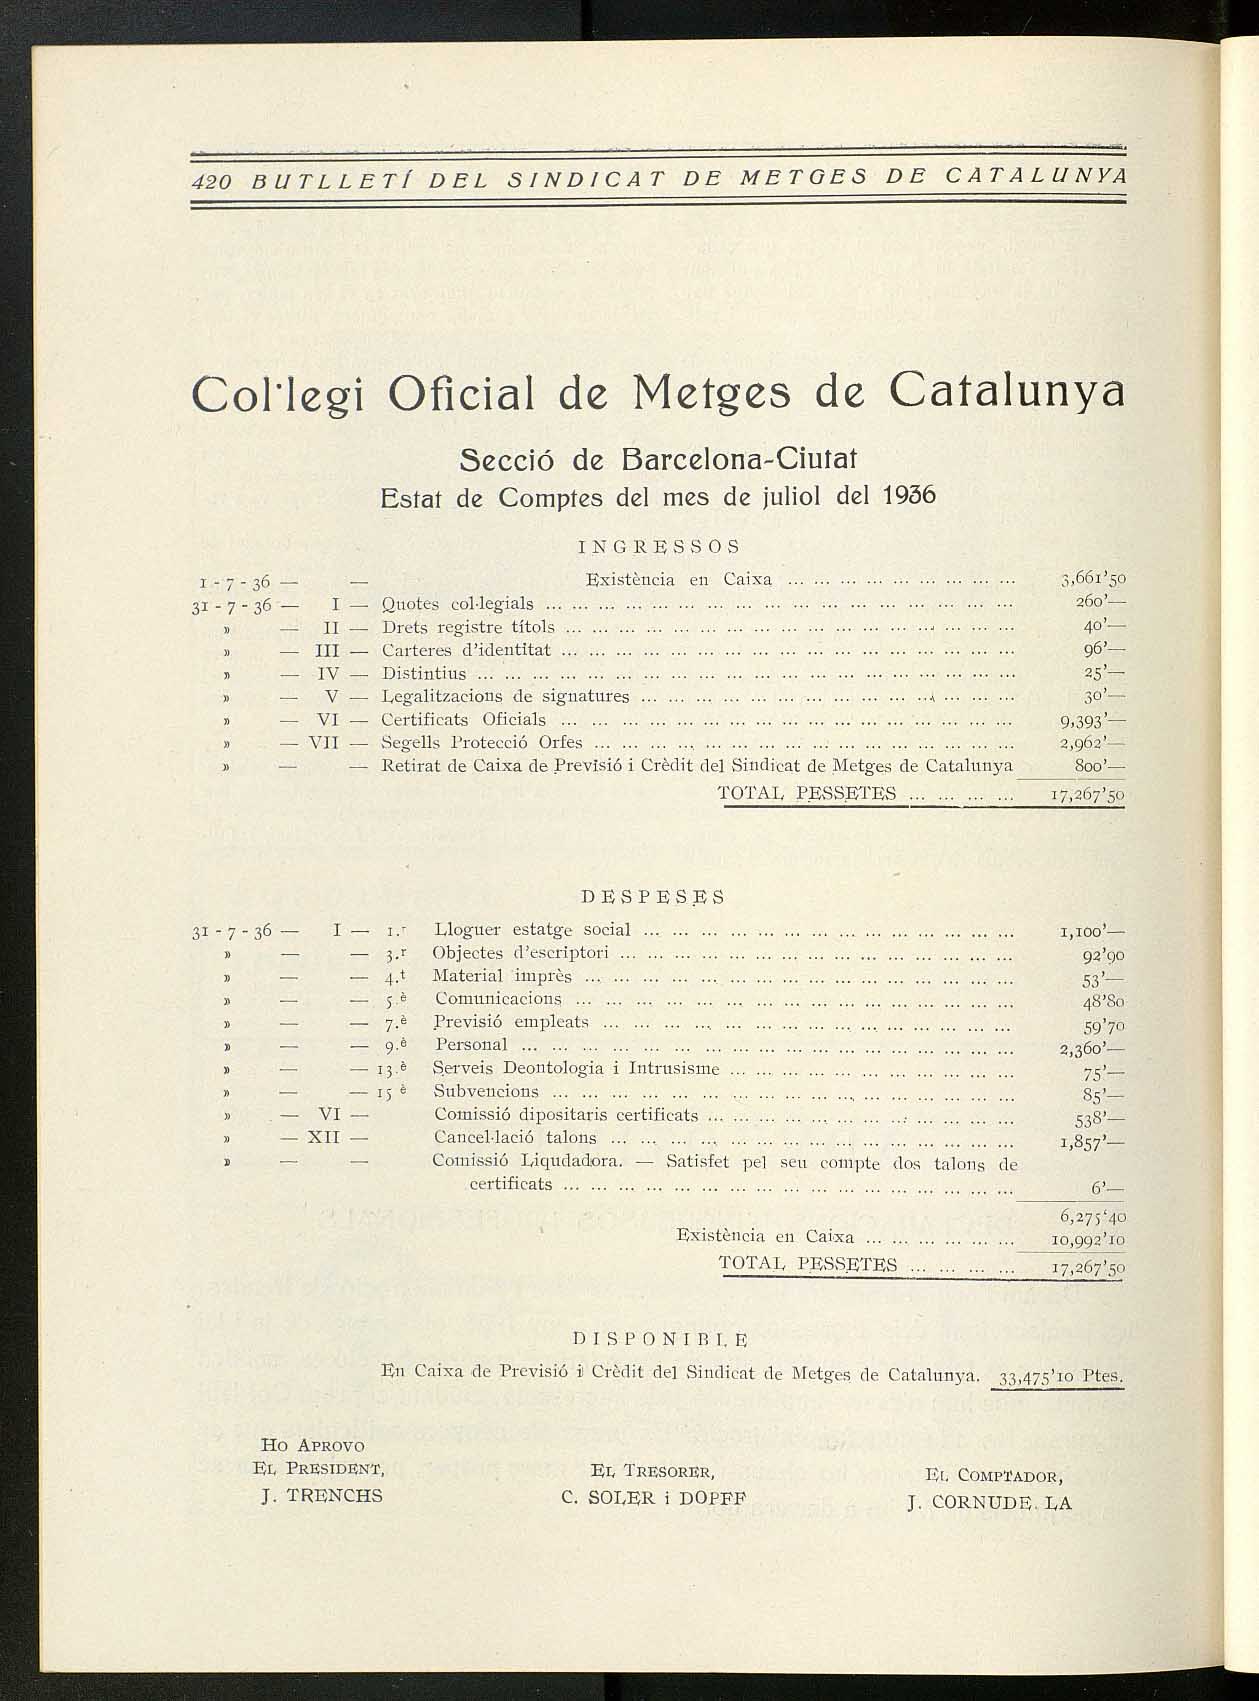 420 BUTLLETÍ DEL SINDICAT DE METGES DE CATALUNYA
Col·legi Oficial de Metges de Catalunya
Secció de Barcelona-Ciutat
Estat de Comptes del mes de juliol del 1936
INGRESSOS
1 - 7 - 36 — — Existència en Caixa ... ... ... ... ... ... ... ... ... 3,661'50
31 - 7 - 36 — I — Quotes col·legials ... ... ... ... ... ... ... ... ... ... ... ... ... ... ... ... ... 260'—
» — II — Drets registre títols ... ... ... ... ... ... ... ... ... ... ... ... ... ... ... ... ... 40'—
» — III — Carteres d'identitat ... ... ... ... ... ... ... ... ... ... ... ... ... ... ... ... ... 96'—
» — IV — Distintius ... ... ... ... ... ... ... ... ... ... ... ... ... ... ... ... ... ... ... ... 25'—
» — V — Legalitzacions de signatures ... ... ... ... ... ... ... ... ... ... ... ... ... ... 30'—
» — VI — Certificats Oficials ... ... ... ... ... ... ... ... ... ... ... ... ... ... ... ... ... 9,393'—
» — VII — Segells Protecció Orfes ... ... ... ... ... ... ... ... ... ... ... ... ... ... ... ... 2,962'—
» — — Retirat de Caixa de Previsió i Crèdit del Sindicat de Metges de Catalunya 800'—
TOTAL PESSETES ... ... ... ... 17,267'50
DESPESES
31 - 7 - 36 — I — 1.r Lloguer estatge social ... ... ... ... ... ... ... ... ... ... ... ... ... ... 1,100'—
» — — 3.r Objectes d'escriptori ... ... ... ... ... ... ... ... ... ... ... ... ... ... ... 92'90
» — — 4.t Material imprès ... ... ... ... ... ... ... ... ... ... ... ... ... ... ... ... 53'—
» — — 5.è Comunicacions ... ... ... ... ... ... ... ... ... ... ... ... ... ... ... ... 48'80
» — — 7.è Previsió empleats ... ... ... ... ... ... ... ... ... ... ... ... ... ... ... 59'70
» — — 9.è Personal ... ... ... ... ... ... ... ... ... ... ... ... ... ... ... ... ... ... 2,360'—
» — — 13.è Serveis Deontologia i Intrusisme ... ... ... ... ... ... ... ... ... ... ... 75'—
» — — 15 è Subvencions ... ... ... ... ... ... ... ... ... ... ... ... ... ... ... ... ... 85'—
» — VI — Comissió dipositaris certificats ... ... ... ... ... ... ... ... ... ... ... ... 538'—
» — XII — Cancel·lació talons ... ... ... ... ... ... ... ... ... ... ... ... ... ... ... 1,857'—
» — — Comissió Liqudadora. — Satisfet pel seu compte dos talons de
certificats ... ... ... ... ... ... ... ... ... ... ... ... ... ... ... ... ... 6'—
6,275'40
Existència en Caixa ... ... ... ... ... ... 10,992'10
TOTAL PESSETES ... ... ... ... 17,267'50
DISPONIBLE
En Caixa de Previsió i Crèdit del Sindicat de Metges de Catalunya. 33,475'10 Ptes.
HO APROVO
EL PRESIDENT, EL TRESORER, EL COMPTADOR,
J. TRENCHS C. SOLER i DOPFF J. CORNUDE. LA